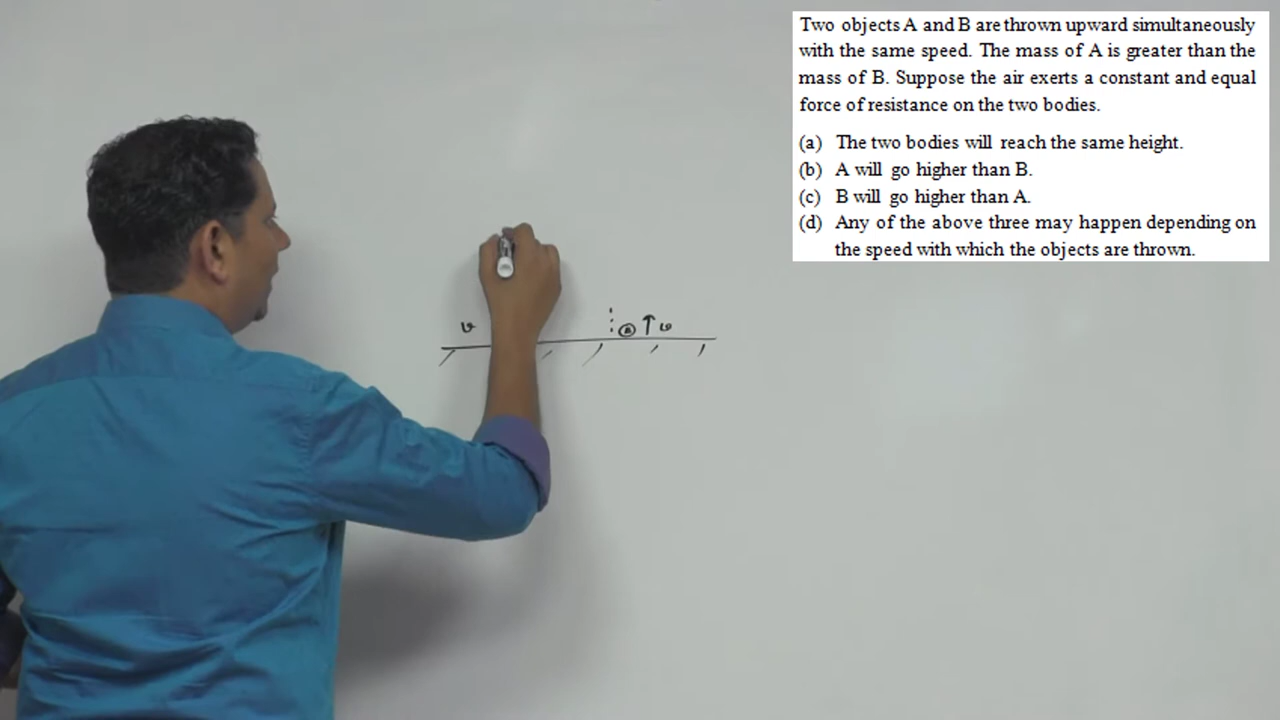 Two objects A and B are thrown upward simultaneously
with the same speed. The mass of A is greater than the
mass of B. Suppose the air exerts a constant and equal
force of resistance on the two bodies.
(a) The two bodies will reach the same height.
(b) A will go higher than B.
(c) B will go higher than A.
(d) Any of the above three may happen depending on
the speed with which the objects are thrown.
v
v